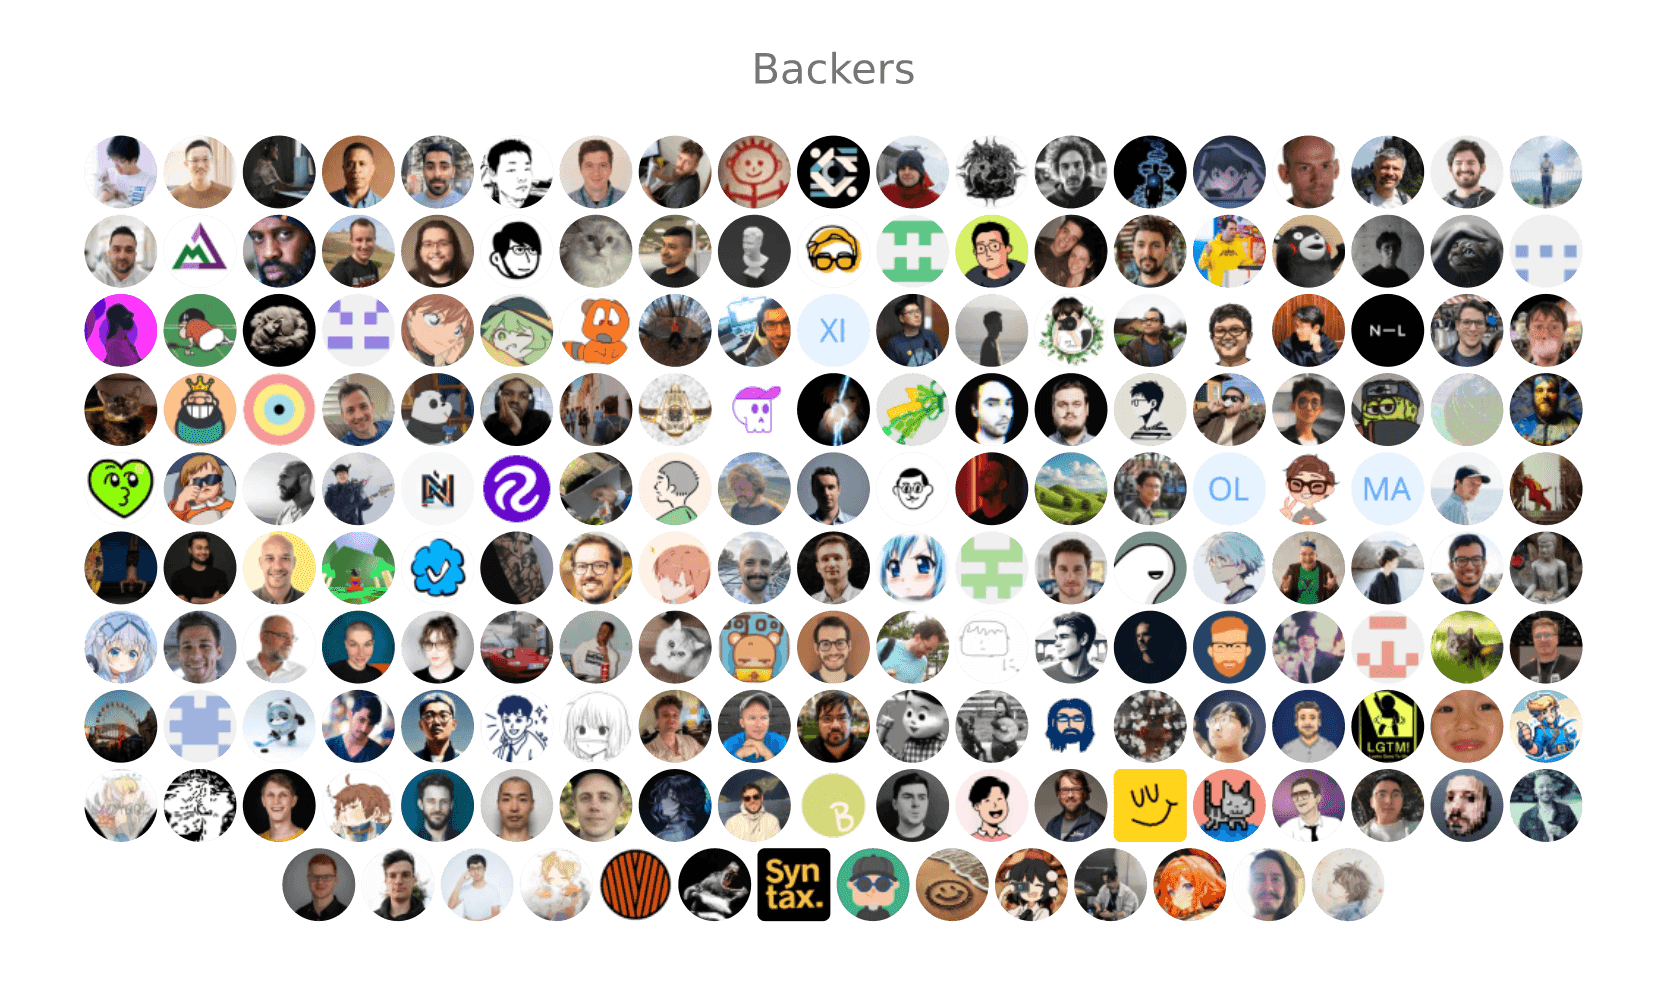 Backers
XI
N–L
OL
MA
LGTM!
B
Syn
tax.